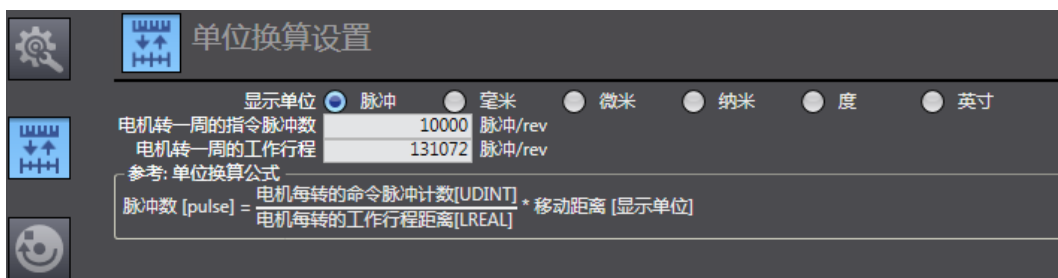 单位换算设置
显示单位 脉冲 毫米 微米 纳米 度 英寸
电机转一周的指令脉冲数 10000 脉冲/rev
电机转一周的工作行程 131072 脉冲/rev
参考: 单位换算公式
电机每转的命令脉冲计数[UDINT]
脉冲数 [pulse] = * 移动距离 [显示单位]
电机每转的工作行程距离[LREAL]